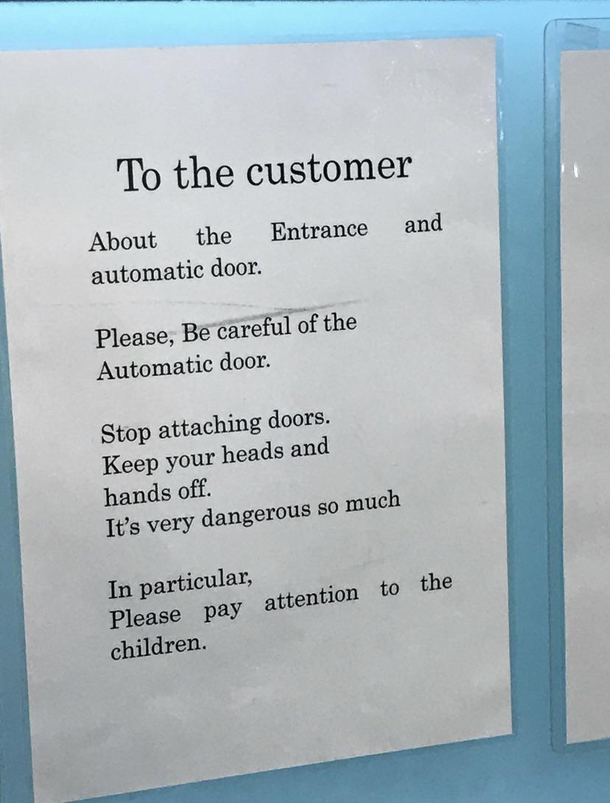 To the customer
About the Entrance and
automatic door.
Please, Be careful of the
Automatic door.
Stop attaching doors.
Keep your heads and
hands off.
It's very dangerous so much
In particular,
Please pay attention to the
children.